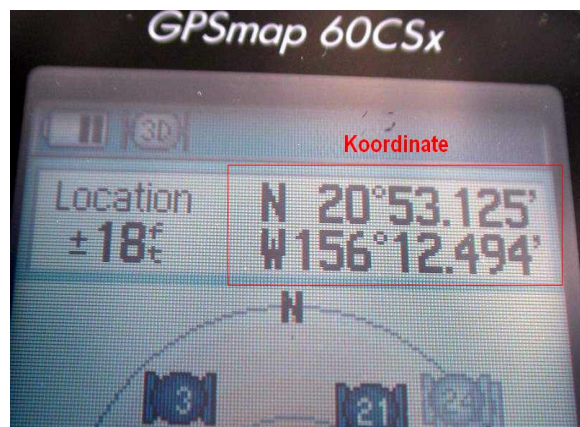 GPSmap 60CSx
3D
Koordinate
Location
±18ft
N 20°53.125'
W156°12.494'
N
3
21
24